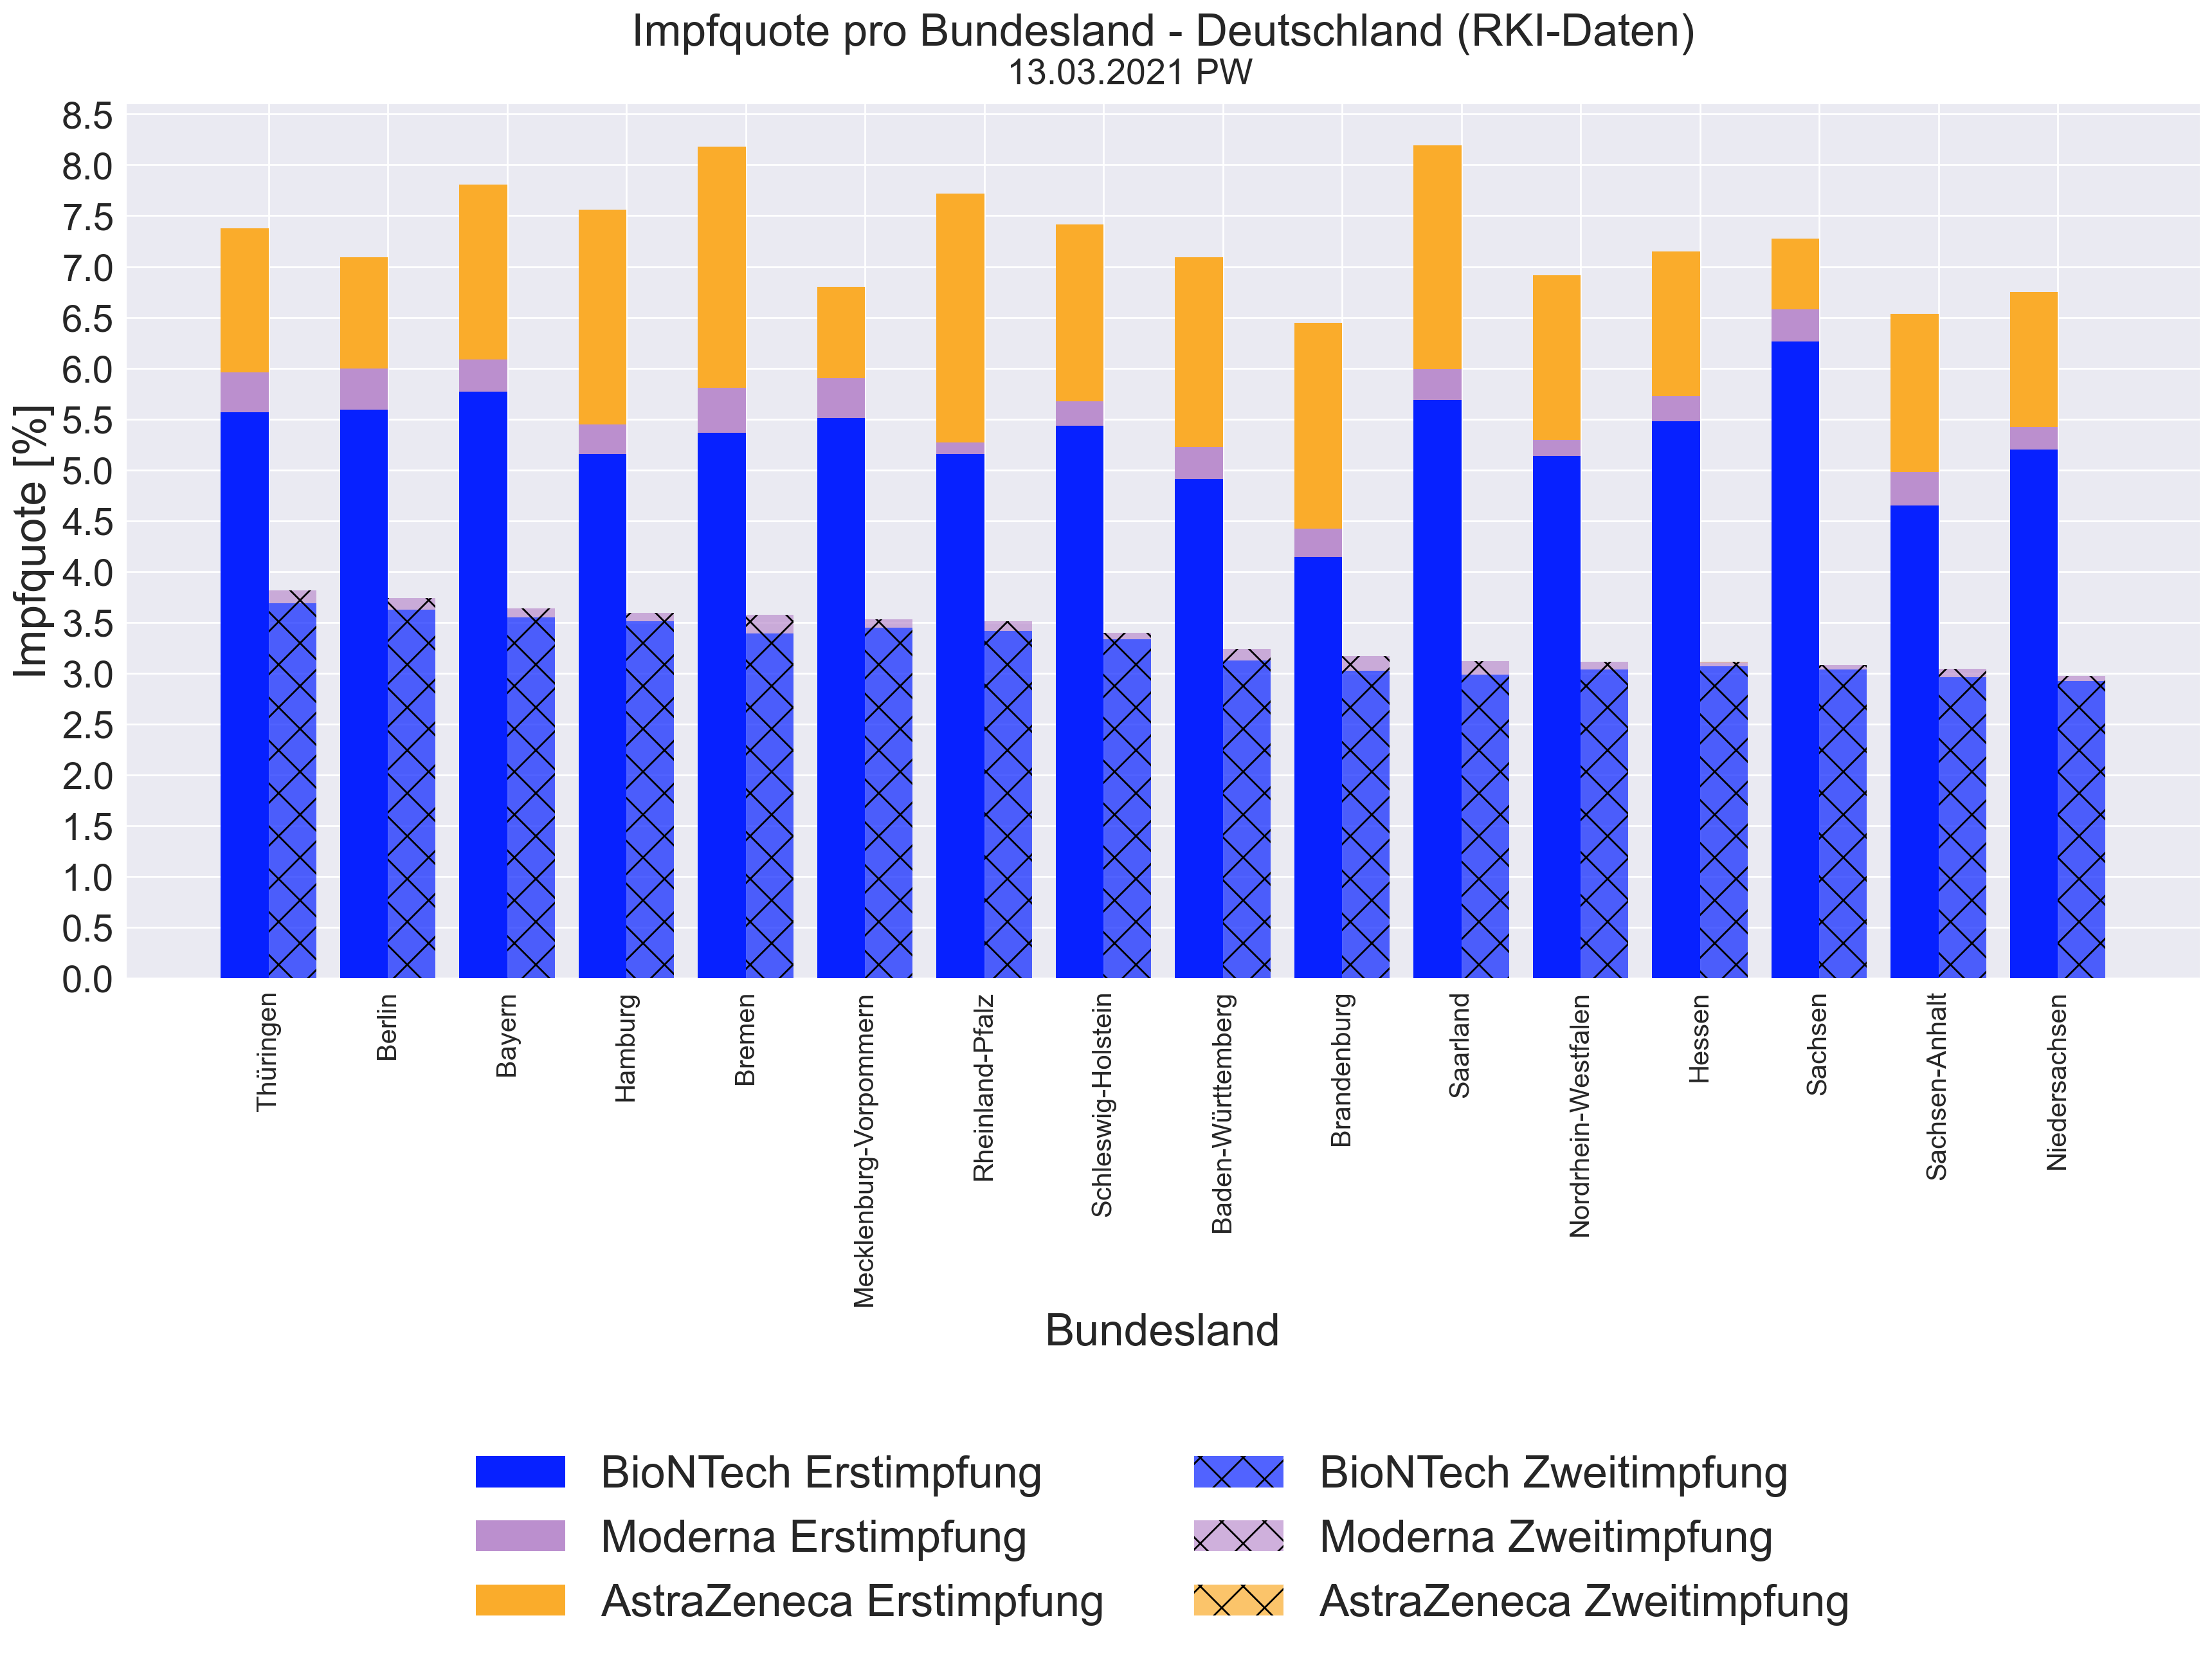 Impfquote pro Bundesland - Deutschland (RKI-Daten)
13.03.2021 PW
Impfquote [%]
8.5
8.0
7.5
7.0
6.5
6.0
5.5
5.0
4.5
4.0
3.5
3.0
2.5
2.0
1.5
1.0
0.5
0.0
Thüringen
Berlin
Bayern
Hamburg
Bremen
Mecklenburg-Vorpommern
Rheinland-Pfalz
Schleswig-Holstein
Baden-Württemberg
Brandenburg
Saarland
Nordrhein-Westfalen
Hessen
Sachsen
Sachsen-Anhalt
Niedersachsen
Bundesland
BioNTech Erstimpfung
Moderna Erstimpfung
AstraZeneca Erstimpfung
BioNTech Zweitimpfung
Moderna Zweitimpfung
AstraZeneca Zweitimpfung